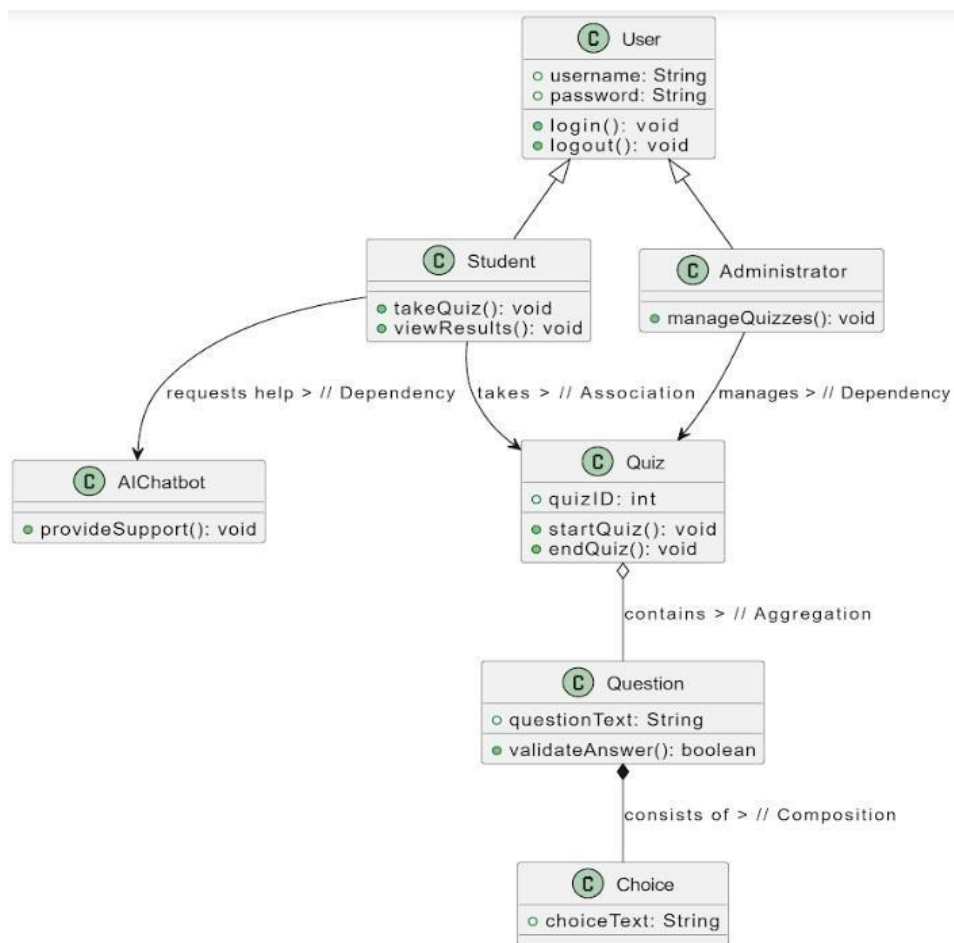 C User
username: String
password: String
login(): void
logout(): void
C Student
takeQuiz(): void
viewResults(): void
C Administrator
manageQuizzes(): void
requests help > // Dependency
takes > // Association
manages > // Dependency
C AIChatbot
provideSupport(): void
C Quiz
quizID: int
startQuiz(): void
endQuiz(): void
contains > // Aggregation
C Question
questionText: String
validateAnswer(): boolean
consists of > // Composition
C Choice
choiceText: String